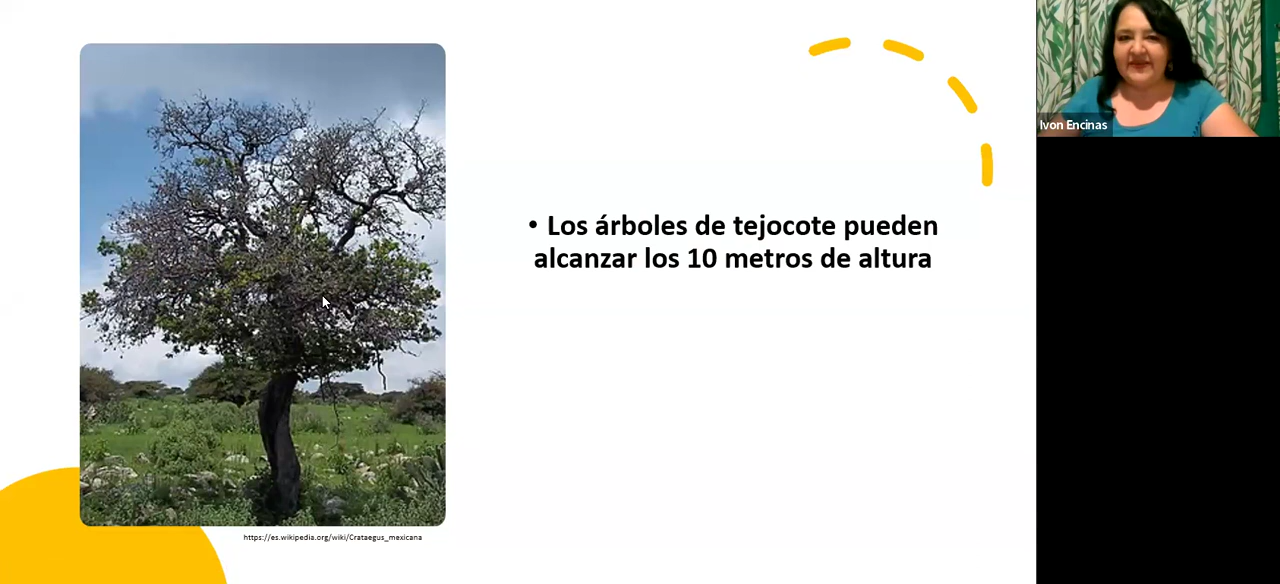 • Los árboles de tejocote pueden
alcanzar los 10 metros de altura
https://es.wikipedia.org/wiki/Crataegus_mexicana
Ivon Encinas